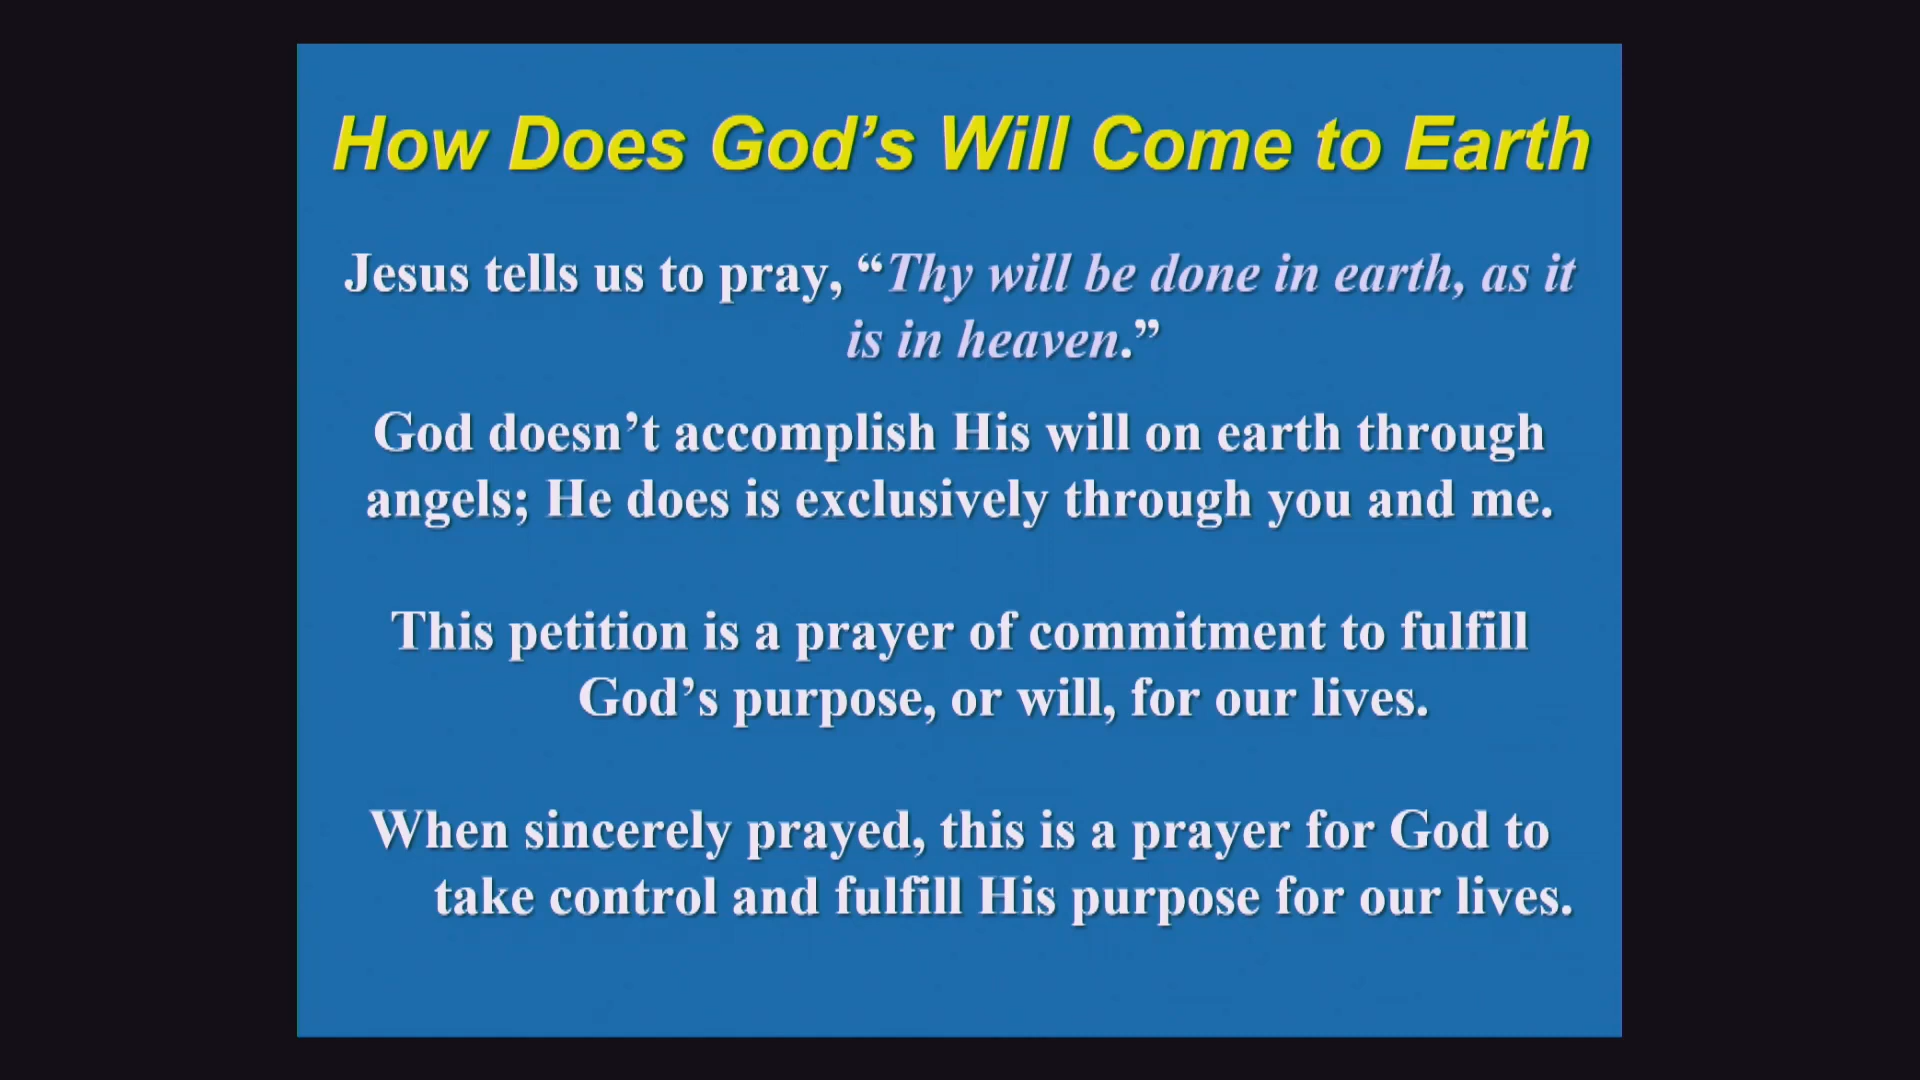 How Does God’s Will Come to Earth
Jesus tells us to pray, “Thy will be done in earth, as it
is in heaven.”
God doesn’t accomplish His will on earth through
angels; He does is exclusively through you and me.
This petition is a prayer of commitment to fulfill
God’s purpose, or will, for our lives.
When sincerely prayed, this is a prayer for God to
take control and fulfill His purpose for our lives.